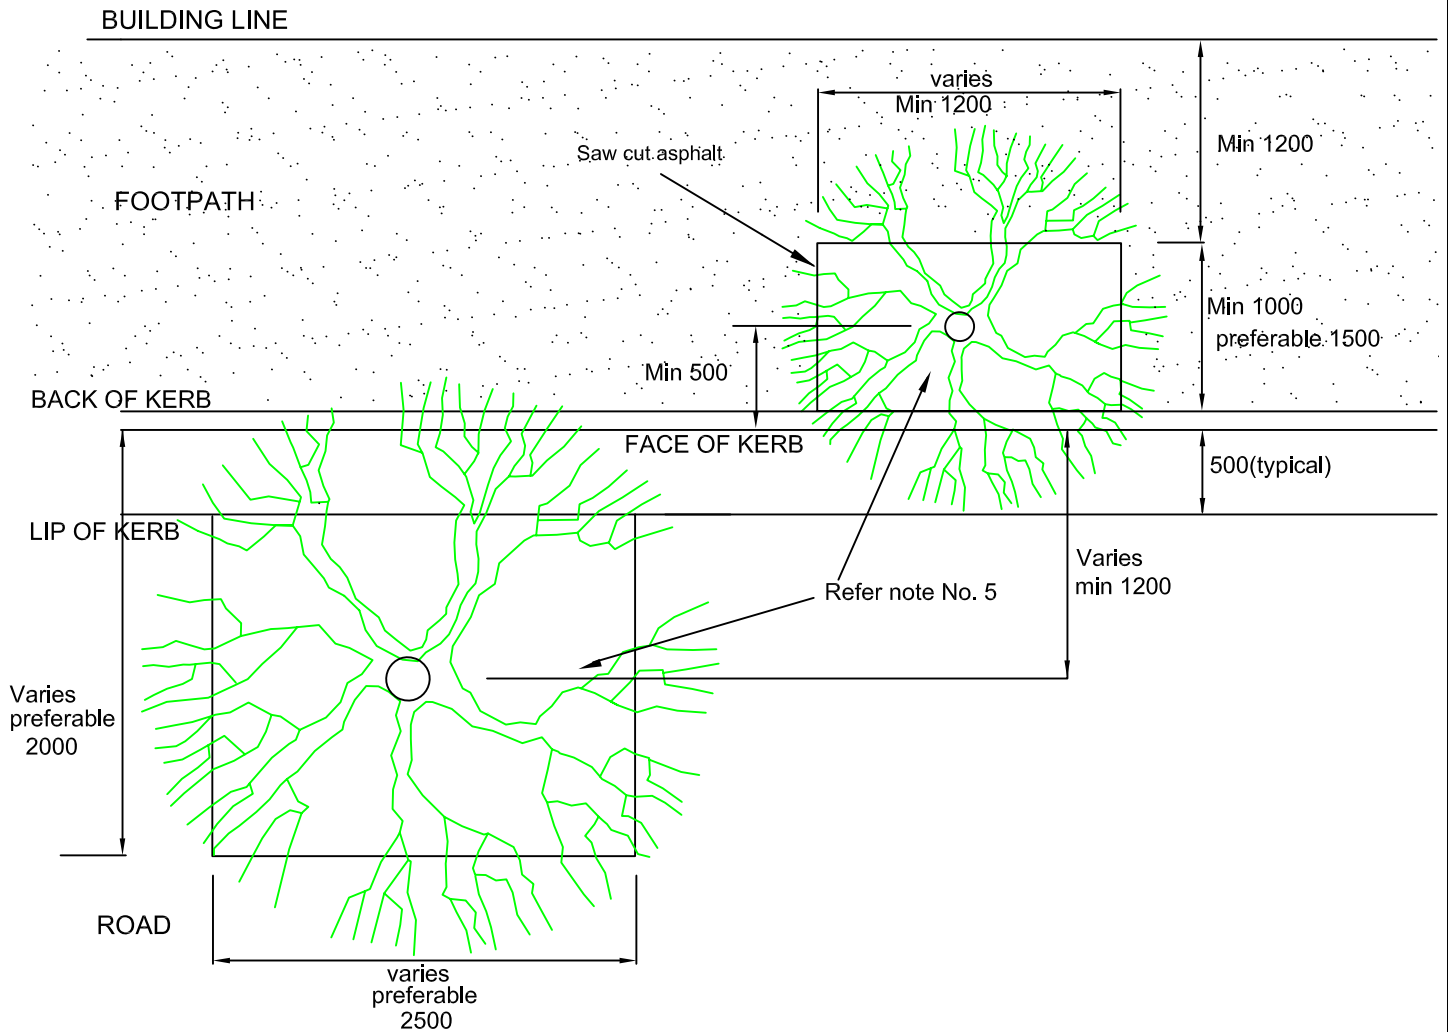 BUILDING LINE
varies
Min 1200
Min 1200
Saw cut asphalt
FOOTPATH
Min 1000
preferable 1500
Min 500
BACK OF KERB
FACE OF KERB
500(typical)
LIP OF KERB
Varies
min 1200
Refer note No. 5
Varies
preferable
2000
ROAD
varies
preferable
2500